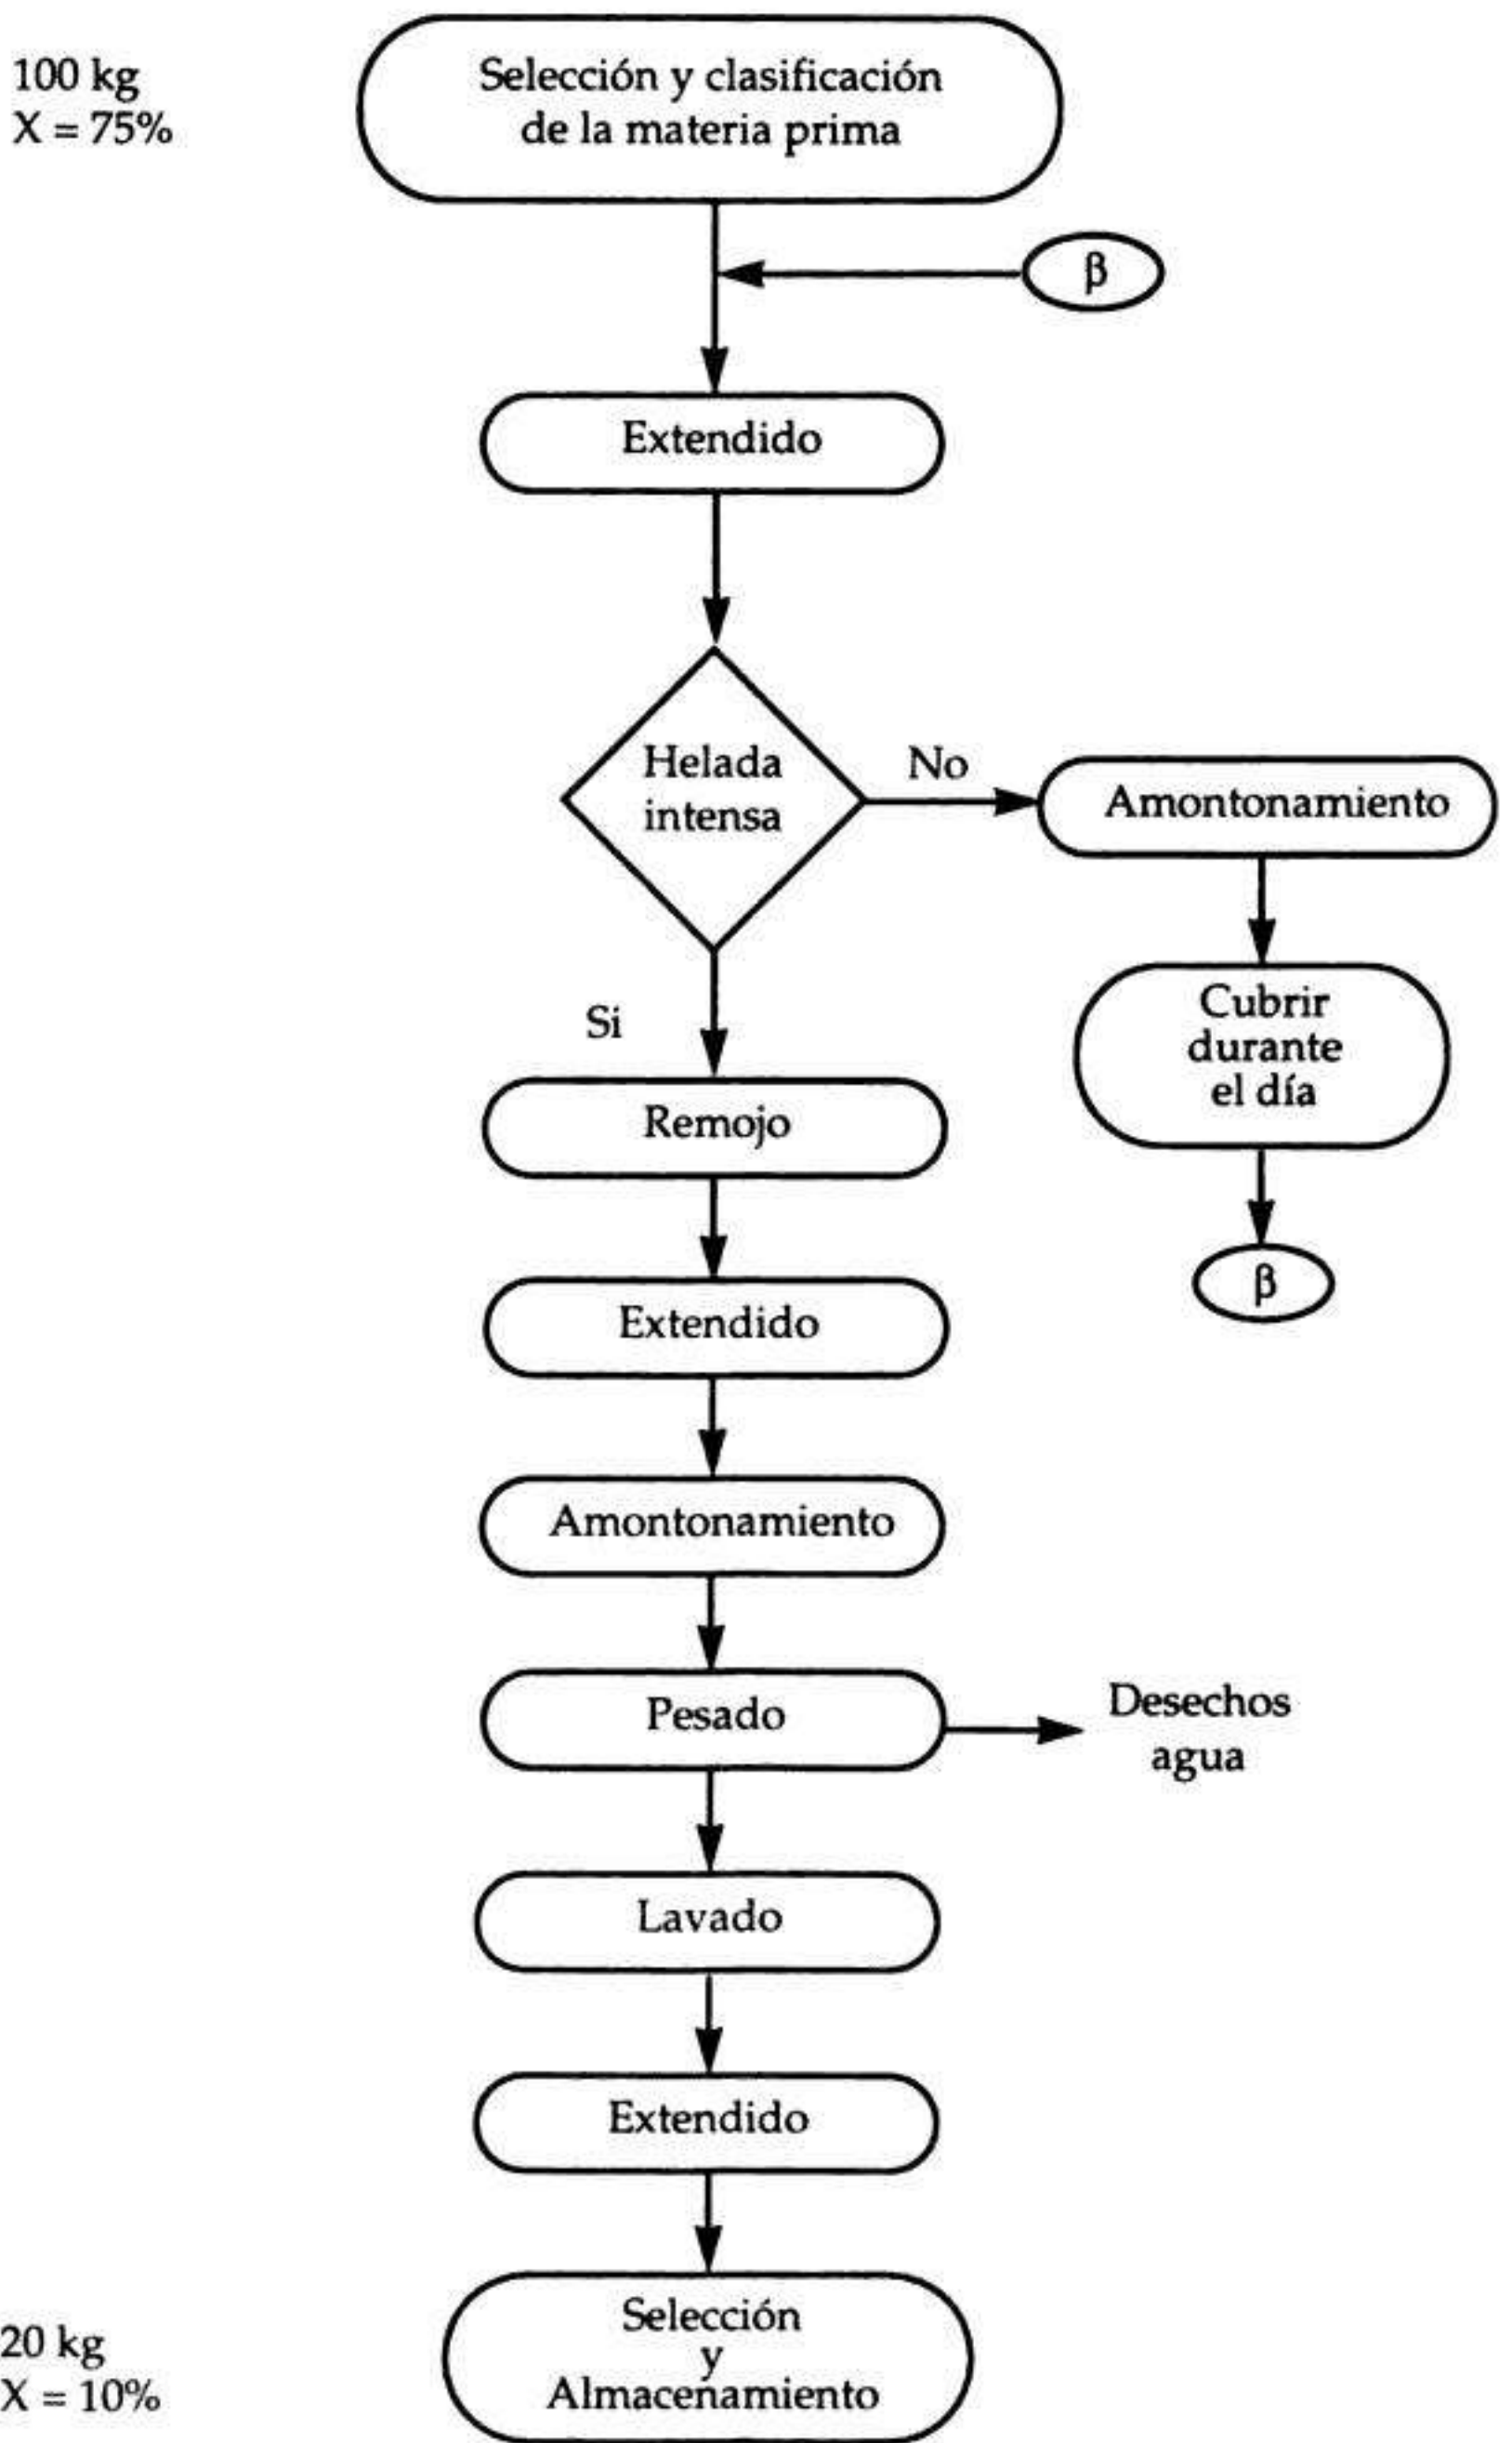 100 kg
X = 75%
Selección y clasificación
de la materia prima
β
Extendido
Helada
intensa
No
Amontonamiento
Cubrir
durante
el día
β
Si
Remojo
Extendido
Amontonamiento
Pesado
Desechos
agua
Lavado
Extendido
20 kg
X = 10%
Selección
y
Almacenamiento